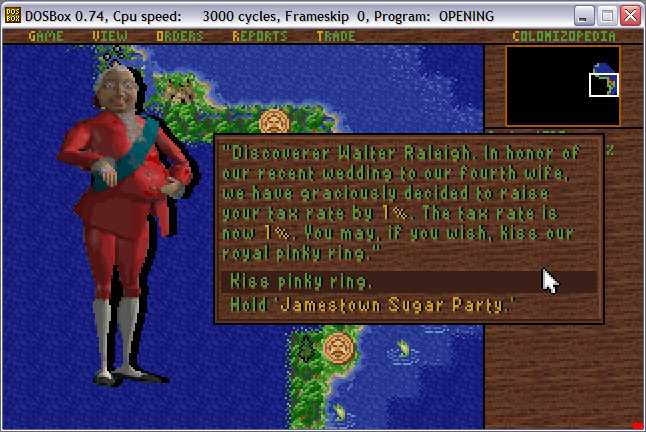 DOSBox 0.74, Cpu speed: 3000 cycles, Frameskip 0, Program: OPENING
GAME VIEW ORDERS REPORTS TRADE COLONIZOPEDIA
"Discoverer Walter Raleigh. In honor of
our recent wedding to our fourth wife,
we have graciously decided to raise
your tax rate by 1%. The tax rate is
now 1%. You may, if you wish, kiss our
royal pinky ring."
Kiss pinky ring.
Hold 'Jamestown Sugar Party.'
%